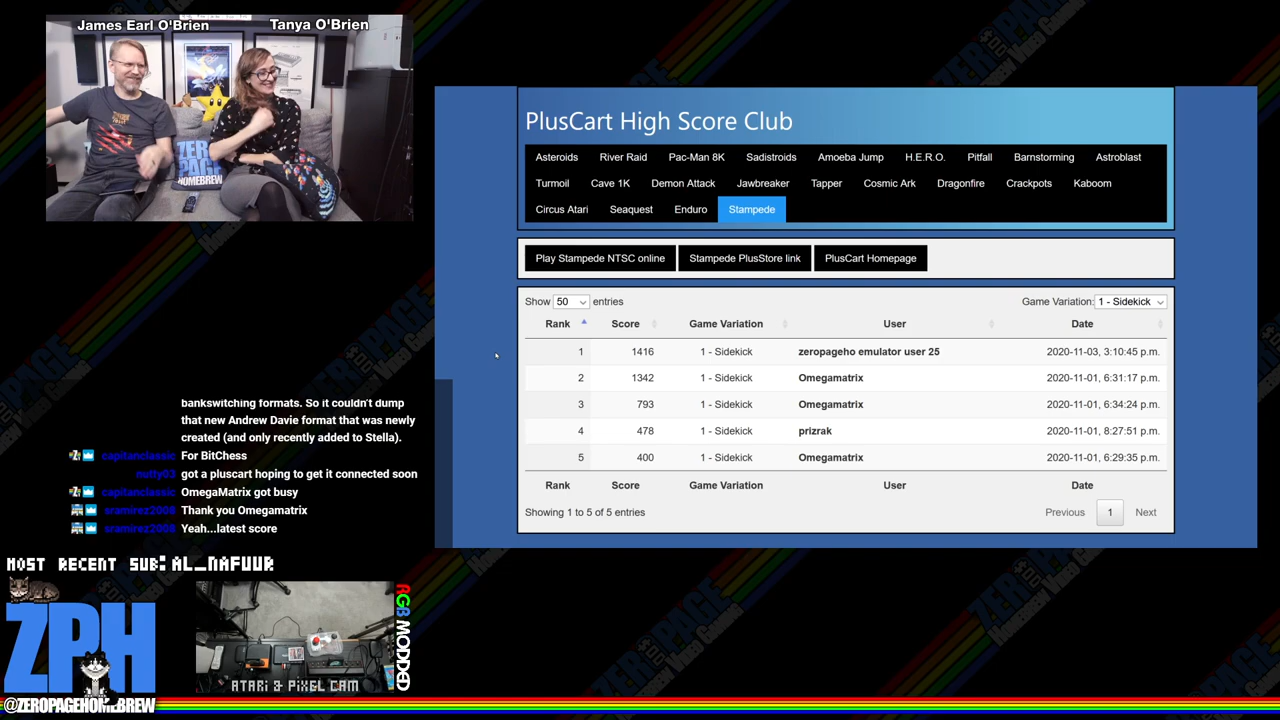 James Earl O'Brien
Tanya O'Brien
ZERO
PAGE
HOMEBREW
PlusCart High Score Club
Asteroids River Raid Pac-Man 8K Sadistroids Amoeba Jump H.E.R.O. Pitfall Barnstorming Astroblast
Turmoil Cave 1K Demon Attack Jawbreaker Tapper Cosmic Ark Dragonfire Crackpots Kaboom
Circus Atari Seaquest Enduro Stampede
Play Stampede NTSC online Stampede PlusStore link PlusCart Homepage
Show 50 entries Game Variation: 1 - Sidekick
Rank Score Game Variation User Date
1 1416 1 - Sidekick zeropageho emulator user 25 2020-11-03, 3:10:45 p.m.
2 1342 1 - Sidekick Omegamatrix 2020-11-01, 6:31:17 p.m.
3 793 1 - Sidekick Omegamatrix 2020-11-01, 6:34:24 p.m.
4 478 1 - Sidekick prizrak 2020-11-01, 8:27:51 p.m.
5 400 1 - Sidekick Omegamatrix 2020-11-01, 6:29:35 p.m.
Rank Score Game Variation User Date
Showing 1 to 5 of 5 entries Previous 1 Next
bankswitching formats. So it couldn't dump
that new Andrew Davie format that was newly
created (and only recently added to Stella).
capitanclassic For BitChess
nutty03 got a pluscart hoping to get it connected soon
capitanclassic OmegaMatrix got busy
sramirez2008 Thank you Omegamatrix
sramirez2008 Yeah...latest score
MOST RECENT SUB: AL_NAFUUR
ZPH
@ZEROPAGEHOMEBREW
ATARI & PIXEL CAM
RGB MODDED